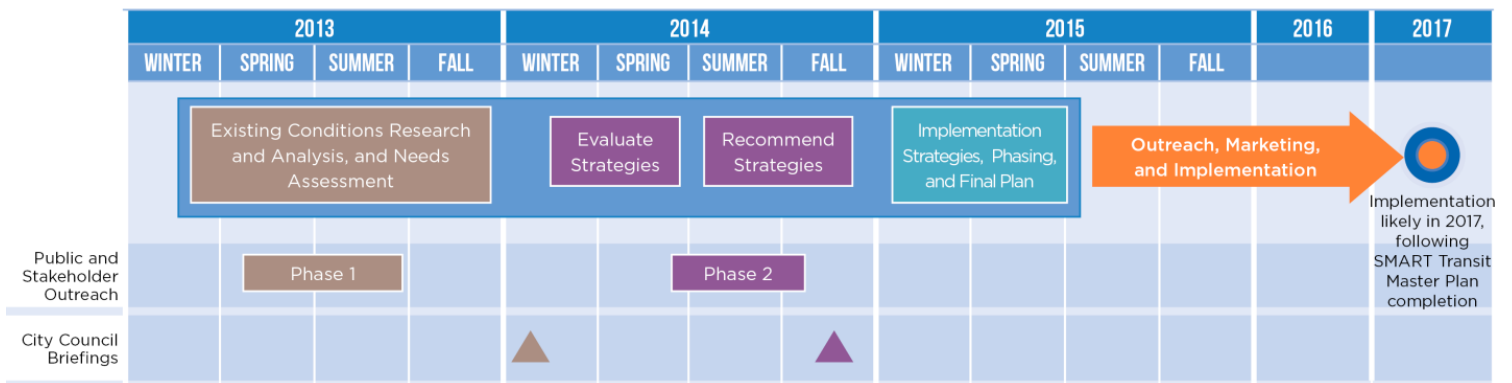 2013 2014 2015 2016 2017
WINTER SPRING SUMMER FALL WINTER SPRING SUMMER FALL WINTER SPRING SUMMER FALL
Existing Conditions Research
and Analysis, and Needs
Assessment
Evaluate
Strategies
Recommend
Strategies
Implementation
Strategies, Phasing,
and Final Plan
Outreach, Marketing,
and Implementation
Implementation
likely in 2017,
following
SMART Transit
Master Plan
completion
Public and
Stakeholder
Outreach
Phase 1
Phase 2
City Council
Briefings